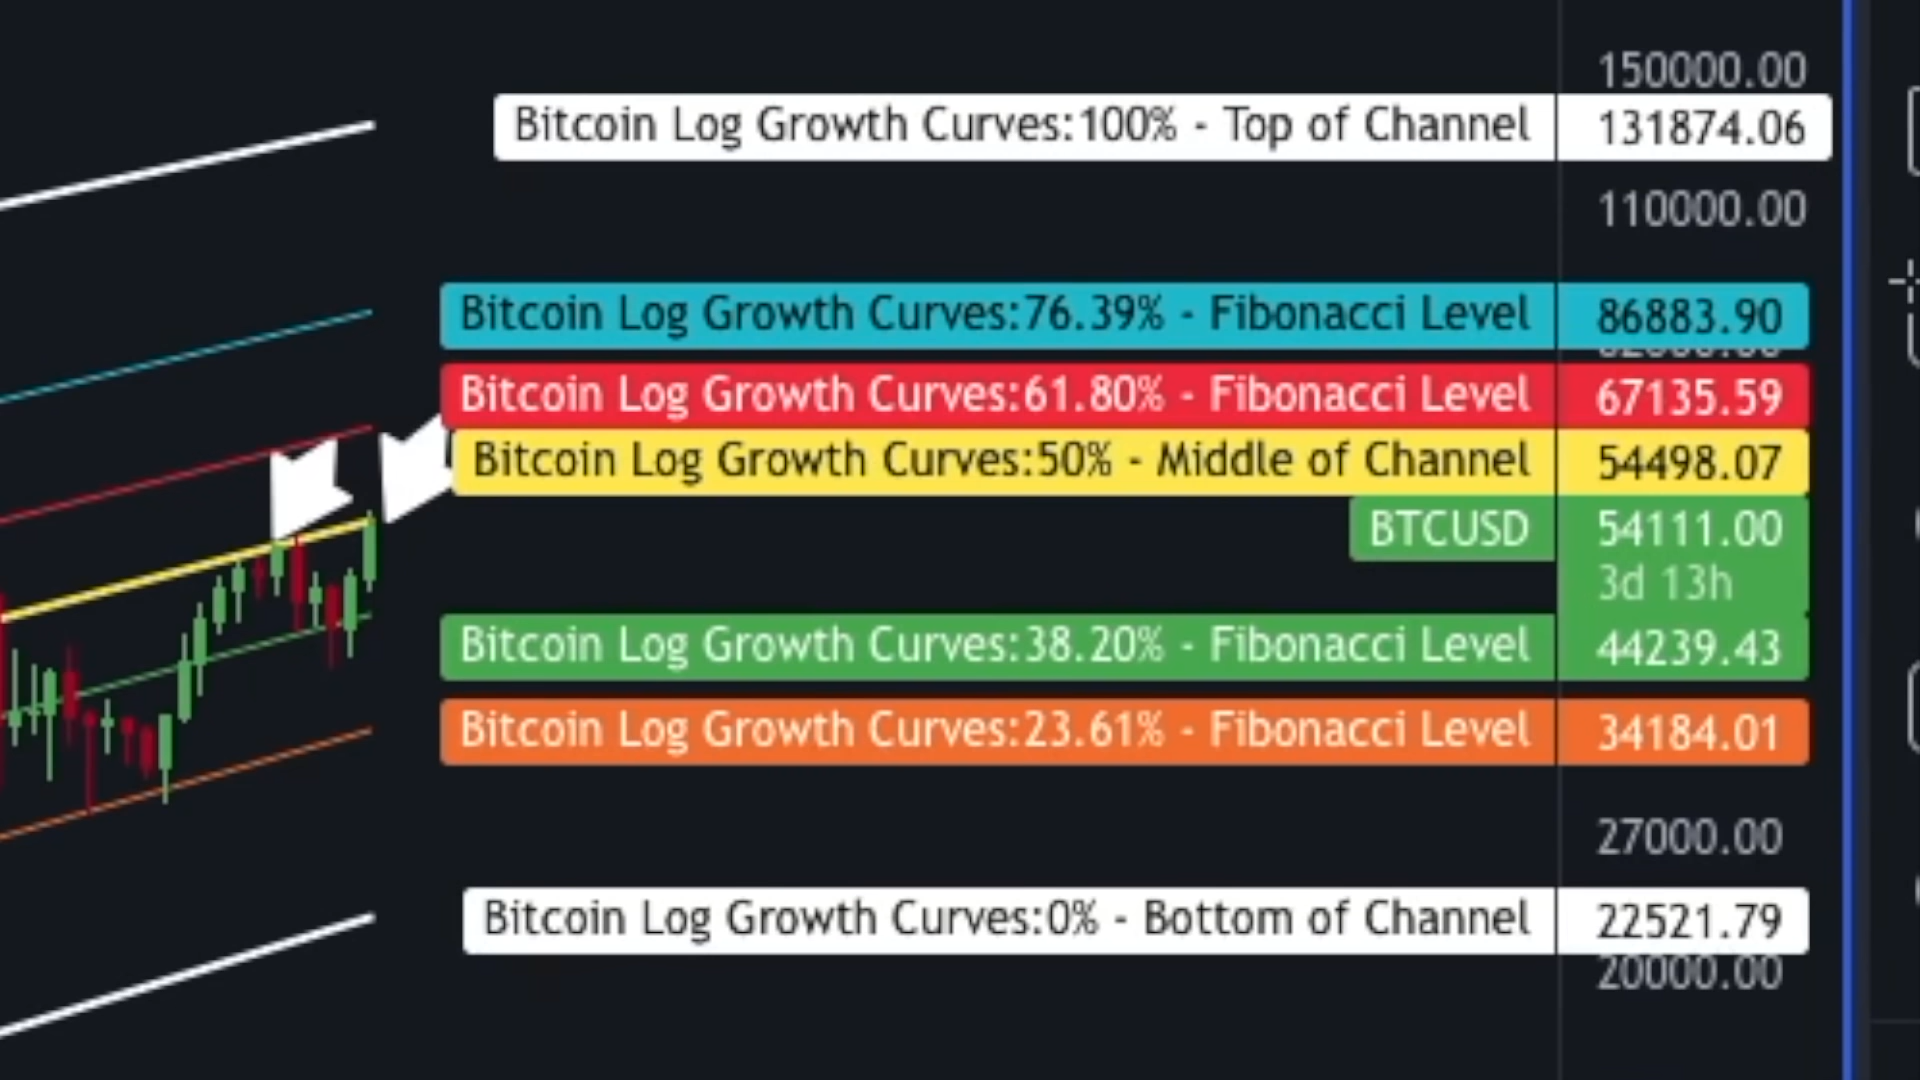 150000.00
Bitcoin Log Growth Curves:100% - Top of Channel 131874.06
110000.00
Bitcoin Log Growth Curves:76.39% - Fibonacci Level 86883.90
Bitcoin Log Growth Curves:61.80% - Fibonacci Level 67135.59
Bitcoin Log Growth Curves:50% - Middle of Channel 54498.07
BTCUSD 54111.00
3d 13h
Bitcoin Log Growth Curves:38.20% - Fibonacci Level 44239.43
Bitcoin Log Growth Curves:23.61% - Fibonacci Level 34184.01
27000.00
Bitcoin Log Growth Curves:0% - Bottom of Channel 22521.79
20000.00